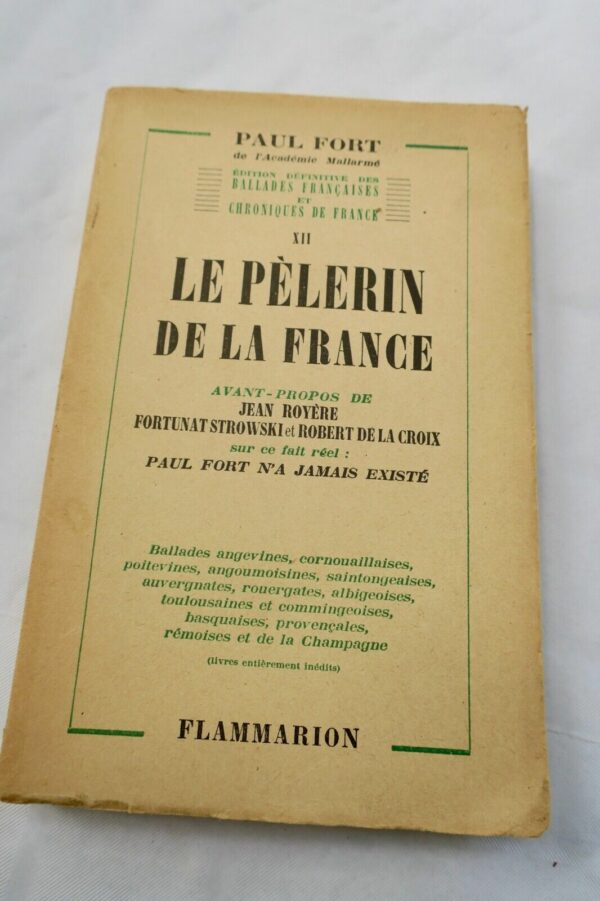 PAUL FORT
de l'Académie Mallarmé
ÉDITION DÉFINITIVE DES
BALLADES FRANÇAISES
ET
CHRONIQUES DE FRANCE
XII
LE PÈLERIN
DE LA FRANCE
AVANT-PROPOS DE
JEAN ROYÈRE
FORTUNAT STROWSKI et ROBERT DE LA CROIX
sur ce fait réel :
PAUL FORT N'A JAMAIS EXISTÉ
Ballades angevines, cornouaillaises,
poitevines, angoumoisines, saintongeaises,
auvergnates, rouergates, albigeoises,
toulousaines et commingeoises,
basquaises, provençales,
rémoises et de la Champagne
(livres entièrement inédits)
FLAMMARION